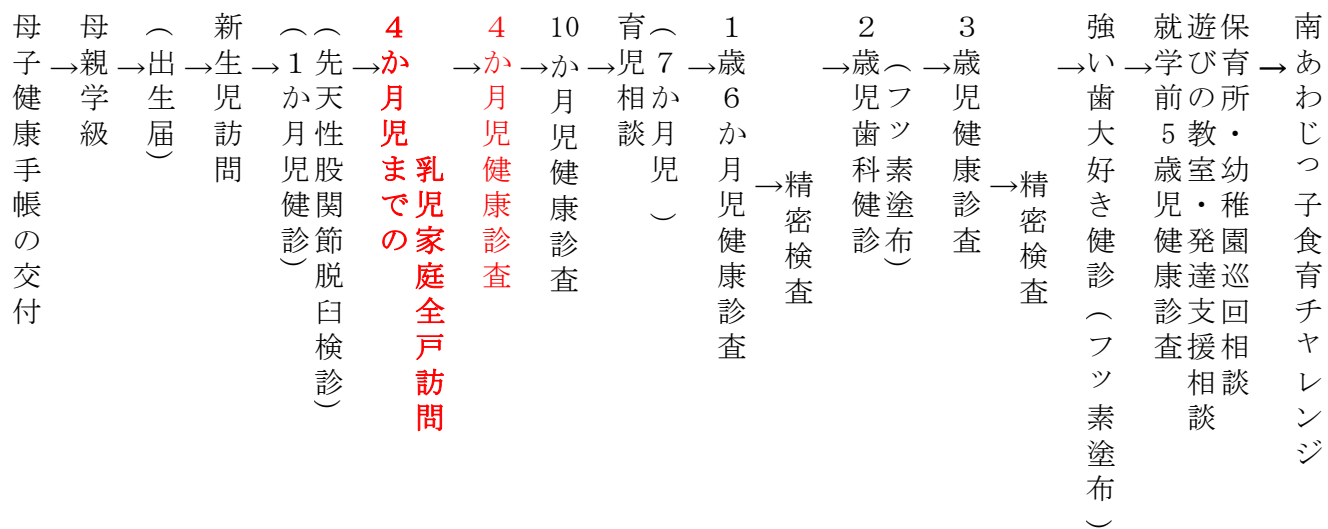 母子健康手帳の交付
→母親学級
→（出生届）
→新生児訪問
→（１か月児健診）
（先天性股関節脱臼検診）
→４か月児までの
乳児家庭全戸訪問
→４か月児健康診査
→10か月児健康診査
→育児相談
（７か月児）
→１歳６か月児健康診査
→精密検査
→２歳児歯科健診
（フッ素塗布）
→３歳児健康診査
→精密検査
→強い歯大好き健診（フッ素塗布）
→就学前５歳児健康診査
遊びの教室・発達支援相談
保育所・幼稚園巡回相談
→南あわじっ子食育チャレンジ